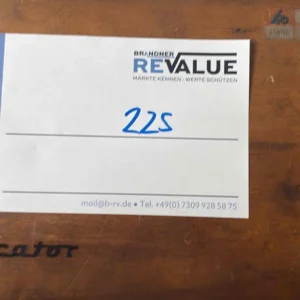 BRANDNER
REVALUE
MÄRKTE KENNEN · WERTE SCHÜTZEN
225
mail@b-rv.de • Tel. +49(0) 7309 928 58 75
cator